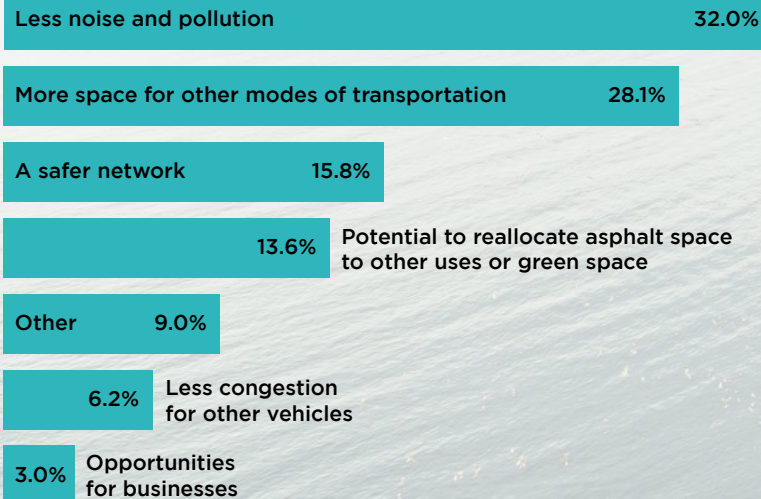 Less noise and pollution 32.0%
More space for other modes of transportation 28.1%
A safer network 15.8%
13.6% Potential to reallocate asphalt space
to other uses or green space
Other 9.0%
6.2% Less congestion
for other vehicles
3.0% Opportunities
for businesses